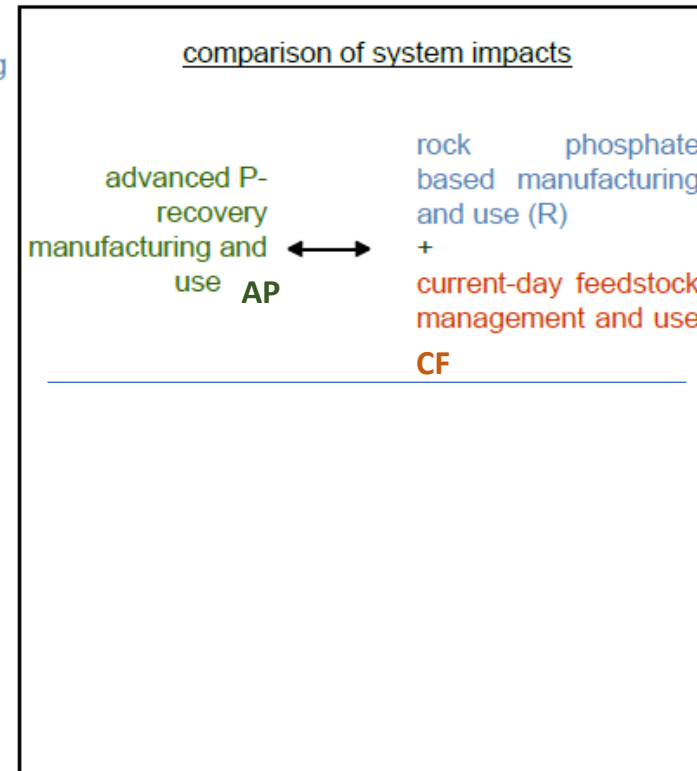 g
comparison of system impacts
advanced P-
recovery
manufacturing and
use AP
rock phosphate
based manufacturing
and use (R)
+
current-day feedstock
management and use
CF